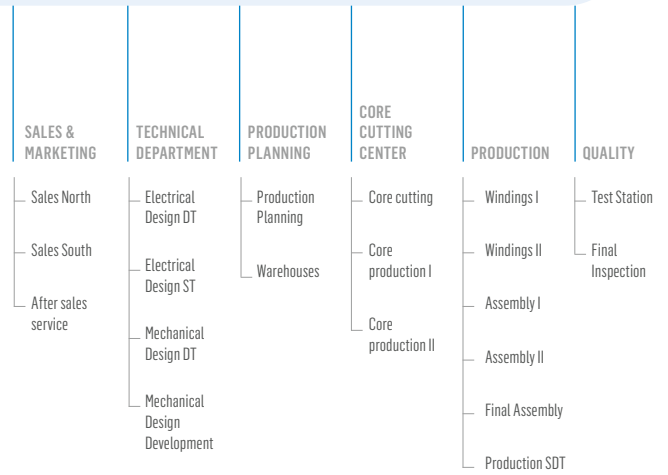 SALES &
MARKETING
Sales North
Sales South
After sales
service
TECHNICAL
DEPARTMENT
Electrical
Design DT
Electrical
Design ST
Mechanical
Design DT
Mechanical
Design
Development
PRODUCTION
PLANNING
Production
Planning
Warehouses
CORE
CUTTING
CENTER
Core cutting
Core
production I
Core
production II
PRODUCTION
Windings I
Windings II
Assembly I
Assembly II
Final Assembly
Production SDT
QUALITY
Test Station
Final
Inspection